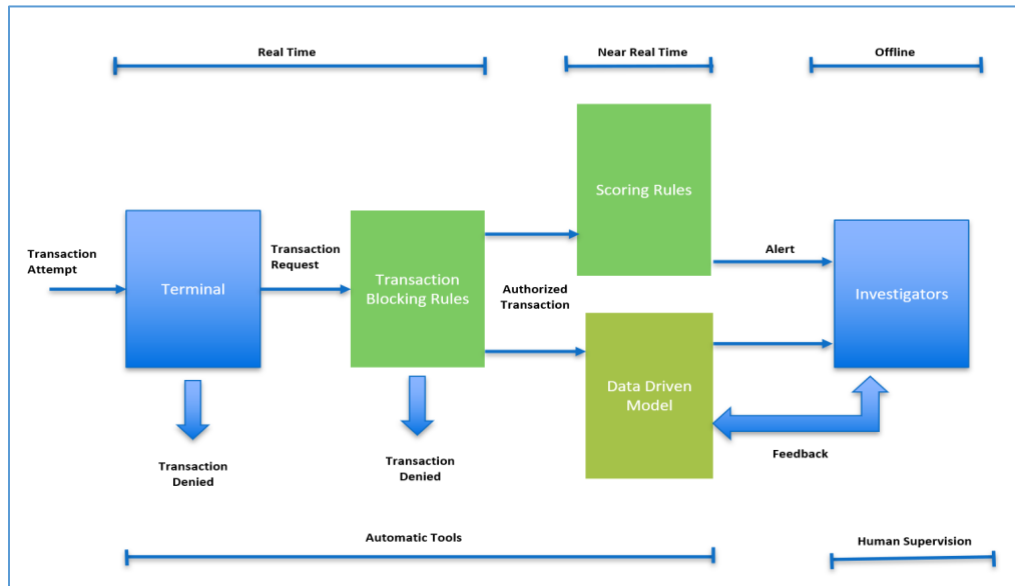 Real Time
Near Real Time
Offline
Scoring Rules
Transaction
Attempt
Terminal
Transaction
Request
Transaction
Blocking Rules
Authorized
Transaction
Alert
Investigators
Data Driven
Model
Transaction
Denied
Transaction
Denied
Feedback
Automatic Tools
Human Supervision